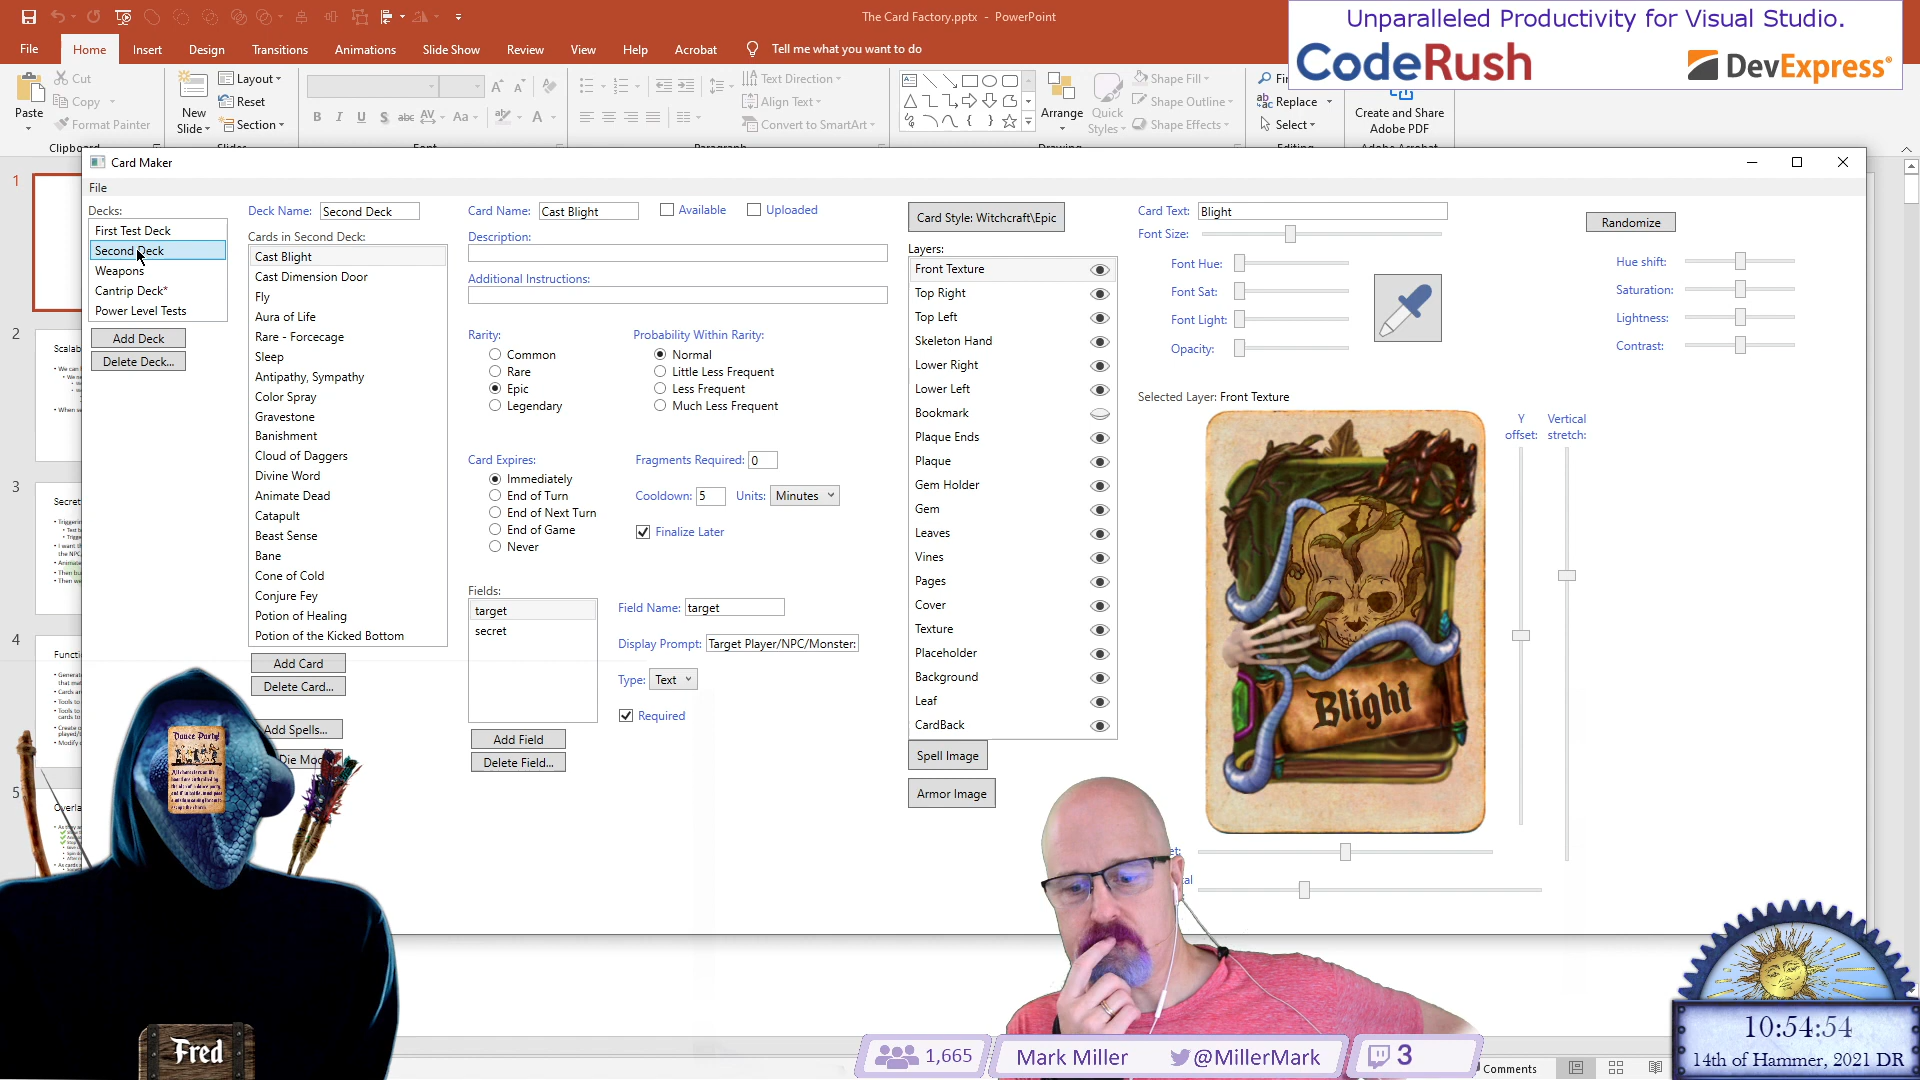 The Card Factory.pptx - PowerPoint
Unparalleled Productivity for Visual Studio.
CodeRush
DevExpress
File
Home
Insert
Design
Transitions
Animations
Slide Show
Review
View
Help
Acrobat
Tell me what you want to do
Paste
Cut
Copy
Format Painter
New
Slide
Layout
Reset
Section
Text Direction
Align Text
Convert to SmartArt
Arrange
Quick
Styles
Shape Fill
Shape Outline
Shape Effects
Replace
Select
Create and Share
Adobe PDF
Card Maker
File
Decks:
First Test Deck
Second Deck
Weapons
Cantrip Deck*
Power Level Tests
Add Deck
Delete Deck...
Deck Name: Second Deck
Cards in Second Deck:
Cast Blight
Cast Dimension Door
Fly
Aura of Life
Rare - Forcecage
Sleep
Antipathy, Sympathy
Color Spray
Gravestone
Banishment
Cloud of Daggers
Divine Word
Animate Dead
Catapult
Beast Sense
Bane
Cone of Cold
Conjure Fey
Potion of Healing
Potion of the Kicked Bottom
Add Card
Delete Card...
Add Spells...
Card Name: Cast Blight
Available
Uploaded
Description:
Additional Instructions:
Rarity:
Common
Rare
Epic
Legendary
Probability Within Rarity:
Normal
Little Less Frequent
Less Frequent
Much Less Frequent
Card Expires:
Immediately
End of Turn
End of Next Turn
End of Game
Never
Fragments Required: 0
Cooldown: 5 Units: Minutes
Finalize Later
Fields:
target
secret
Add Field
Delete Field...
Field Name: target
Display Prompt: Target Player/NPC/Monster:
Type: Text
Required
Card Style: Witchcraft\Epic
Layers:
Front Texture
Top Right
Top Left
Skeleton Hand
Lower Right
Lower Left
Bookmark
Plaque Ends
Plaque
Gem Holder
Gem
Leaves
Vines
Pages
Cover
Texture
Placeholder
Background
Leaf
CardBack
Spell Image
Armor Image
Card Text: Blight
Font Size:
Font Hue:
Font Sat:
Font Light:
Opacity:
Randomize
Hue shift:
Saturation:
Lightness:
Contrast:
Selected Layer: Front Texture
Y
offset:
Vertical
stretch:
Blight
1
2
3
4
5
Dance Party!
Fred
1,665
Mark Miller
@MillerMark
3
Comments
10:54:54
14th of Hammer, 2021 DR